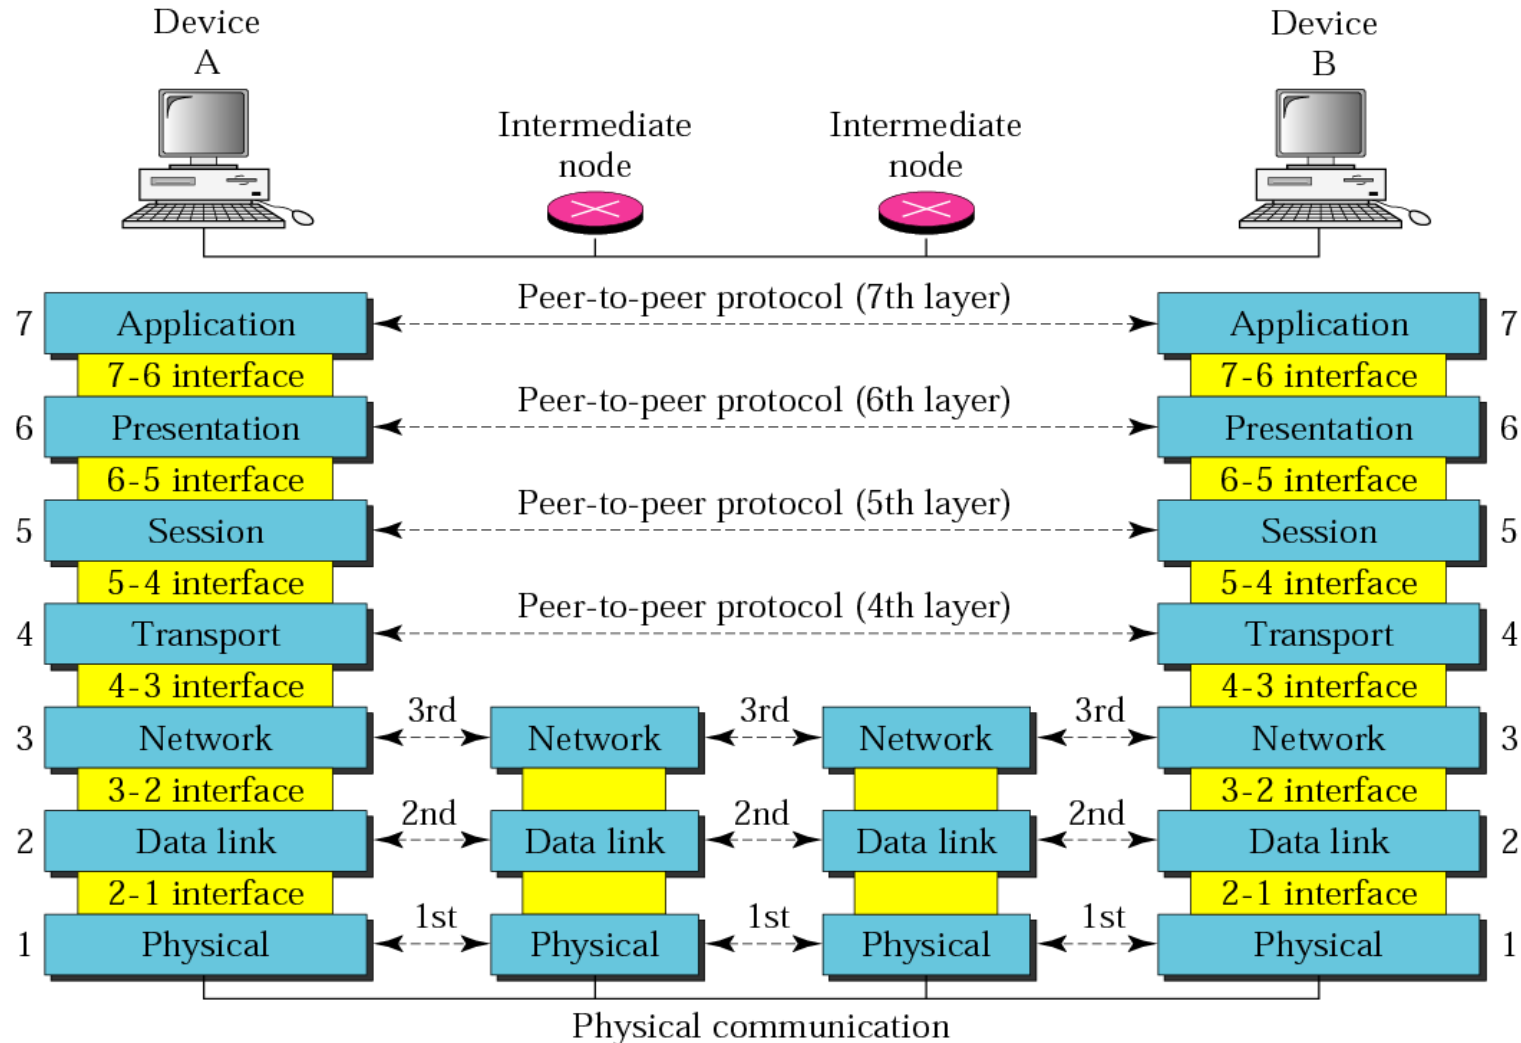 Device
A
Device
B
Intermediate
node
Intermediate
node
Peer-to-peer protocol (7th layer)
7
Application
Application
7
7-6 interface
7-6 interface
Peer-to-peer protocol (6th layer)
6
Presentation
Presentation
6
6-5 interface
6-5 interface
Peer-to-peer protocol (5th layer)
5
Session
Session
5
5-4 interface
5-4 interface
Peer-to-peer protocol (4th layer)
4
Transport
Transport
4
4-3 interface
4-3 interface
3rd
3rd
3rd
3
Network
Network
Network
Network
3
3-2 interface
3-2 interface
2nd
2nd
2nd
2
Data link
Data link
Data link
Data link
2
2-1 interface
2-1 interface
1st
1st
1st
1
Physical
Physical
Physical
Physical
1
Physical communication